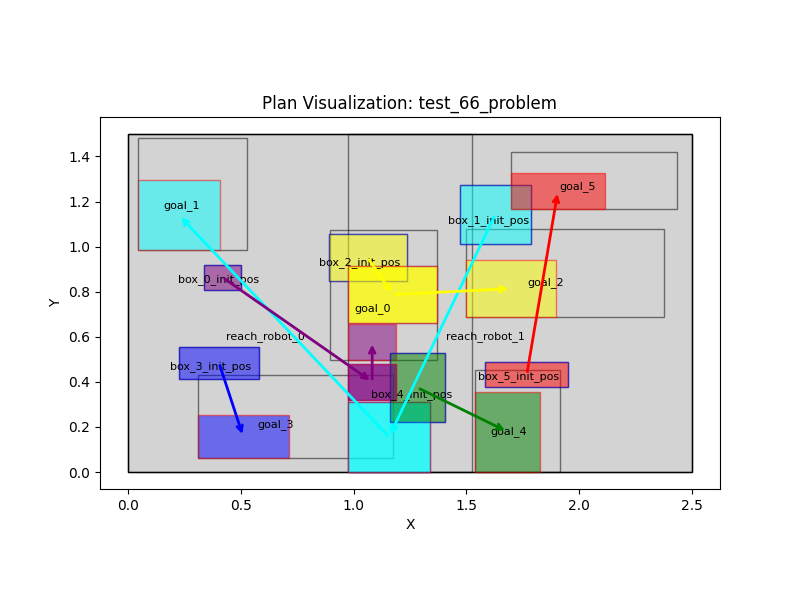 Plan Visualization: test_66_problem
goal_5
goal_1
box_1_init_pos
box_2_init_pos
box_0_init_pos
goal_2
goal_0
reach_robot_0
reach_robot_1
box_3_init_pos
box_5_init_pos
box_4_init_pos
goal_3
goal_4
1.4
1.2
1.0
0.8
0.6
0.4
0.2
0.0
Y
0.0 0.5 1.0 1.5 2.0 2.5
X